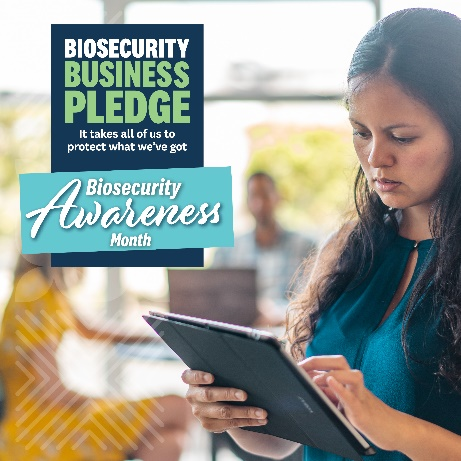 BIOSECURITY
BUSINESS
PLEDGE
It takes all of us to
protect what we've got
Biosecurity
Awareness
Month